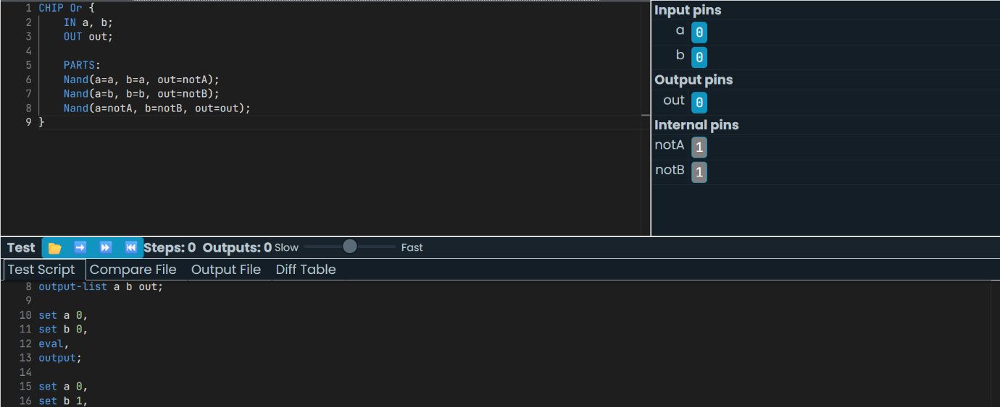 1 CHIP Or {
2     IN a, b;
3     OUT out;
4
5     PARTS:
6     Nand(a=a, b=a, out=notA);
7     Nand(a=b, b=b, out=notB);
8     Nand(a=notA, b=notB, out=out);
9 }
Input pins
a 0
b 0
Output pins
out 0
Internal pins
notA 1
notB 1
Test Steps: 0 Outputs: 0 Slow Fast
Test Script Compare File Output File Diff Table
8 output-list a b out;
9
10 set a 0,
11 set b 0,
12 eval,
13 output;
14
15 set a 0,
16 set b 1,